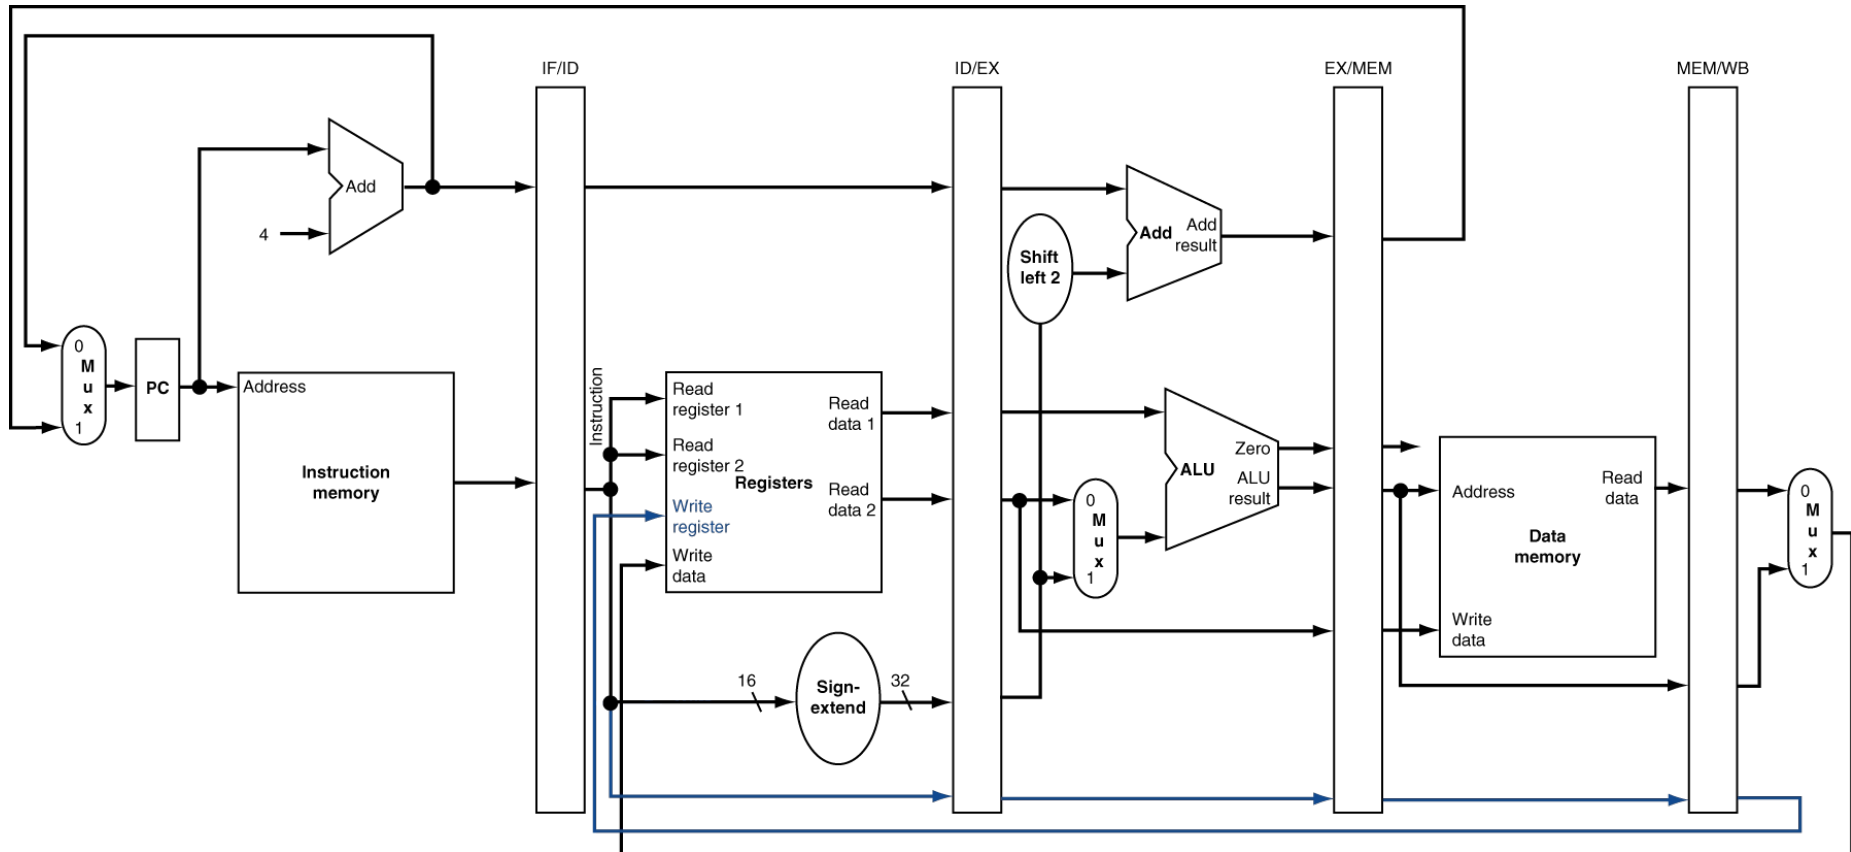 IF/ID
ID/EX
EX/MEM
MEM/WB
Add
4
Add
Add
result
Shift
left 2
0
M
u
x
1
PC
Address
Instruction
memory
Instruction
Read
register 1
Read
register 2
Registers
Write
register
Write
data
Read
data 1
Read
data 2
16
Sign-
extend
32
0
M
u
x
1
ALU
Zero
ALU
result
Address
Read
data
Data
memory
Write
data
0
M
u
x
1